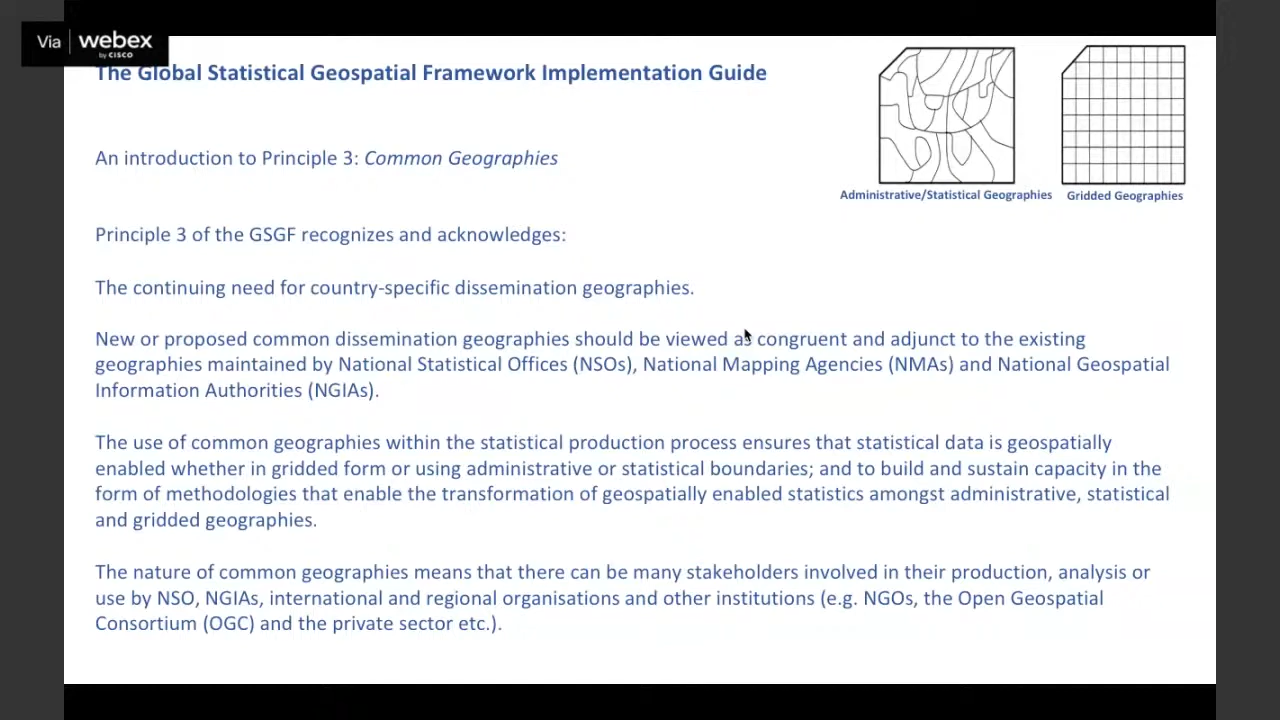 Via webex
by CISCO
The Global Statistical Geospatial Framework Implementation Guide
An introduction to Principle 3: Common Geographies
Administrative/Statistical Geographies
Gridded Geographies
Principle 3 of the GSGF recognizes and acknowledges:
The continuing need for country-specific dissemination geographies.
New or proposed common dissemination geographies should be viewed as congruent and adjunct to the existing
geographies maintained by National Statistical Offices (NSOs), National Mapping Agencies (NMAs) and National Geospatial
Information Authorities (NGIAs).
The use of common geographies within the statistical production process ensures that statistical data is geospatially
enabled whether in gridded form or using administrative or statistical boundaries; and to build and sustain capacity in the
form of methodologies that enable the transformation of geospatially enabled statistics amongst administrative, statistical
and gridded geographies.
The nature of common geographies means that there can be many stakeholders involved in their production, analysis or
use by NSO, NGIAs, international and regional organisations and other institutions (e.g. NGOs, the Open Geospatial
Consortium (OGC) and the private sector etc.).